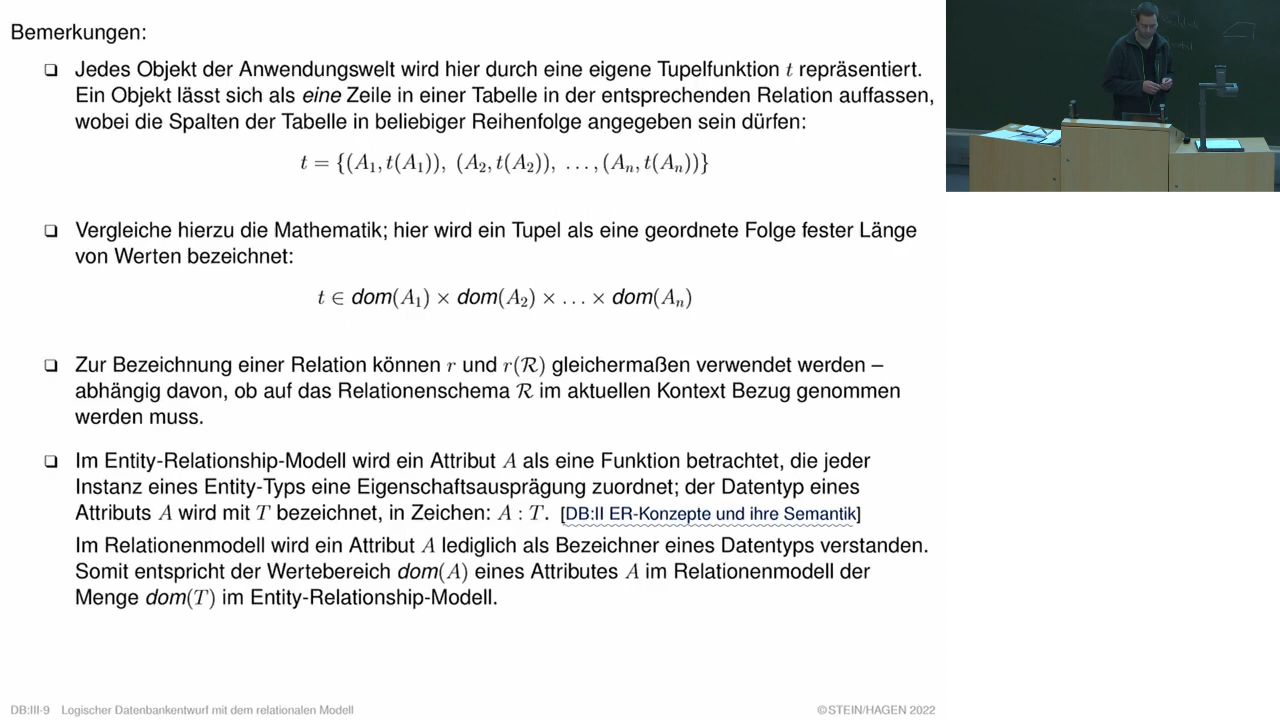 Bemerkungen:
❑ Jedes Objekt der Anwendungswelt wird hier durch eine eigene Tupelfunktion t repräsentiert.
Ein Objekt lässt sich als eine Zeile in einer Tabelle in der entsprechenden Relation auffassen,
wobei die Spalten der Tabelle in beliebiger Reihenfolge angegeben sein dürfen:
t = {(A₁, t(A₁)), (A₂, t(A₂)), . . . , (Aₙ, t(Aₙ))}
❑ Vergleiche hierzu die Mathematik; hier wird ein Tupel als eine geordnete Folge fester Länge
von Werten bezeichnet:
t ∈ dom(A₁) × dom(A₂) × . . . × dom(Aₙ)
❑ Zur Bezeichnung einer Relation können r und r(ℛ) gleichermaßen verwendet werden –
abhängig davon, ob auf das Relationenschema ℛ im aktuellen Kontext Bezug genommen
werden muss.
❑ Im Entity-Relationship-Modell wird ein Attribut A als eine Funktion betrachtet, die jeder
Instanz eines Entity-Typs eine Eigenschaftsausprägung zuordnet; der Datentyp eines
Attributs A wird mit T bezeichnet, in Zeichen: A : T. [DB:II ER-Konzepte und ihre Semantik]
Im Relationenmodell wird ein Attribut A lediglich als Bezeichner eines Datentyps verstanden.
Somit entspricht der Wertebereich dom(A) eines Attributes A im Relationenmodell der
Menge dom(T) im Entity-Relationship-Modell.
DB:III-9 Logischer Datenbankentwurf mit dem relationalen Modell
©STEIN/HAGEN 2022